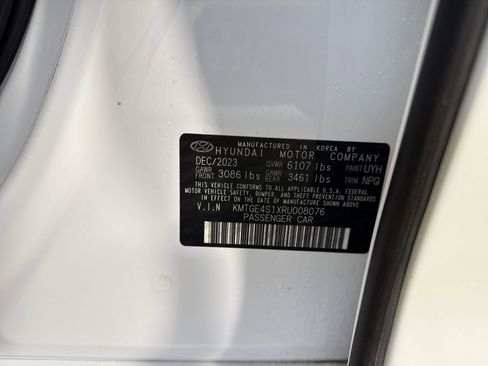 MANUFACTURED IN KOREA BY
HYUNDAI MOTOR COMPANY
DEC/2023 GVWR 6107 lbs PAINT UYH
GAWR FRONT 3086 lbs GAWR REAR 3461 lbs TRIM NPQ
THIS VEHICLE CONFORMS TO ALL APPLICABLE U.S.A. FEDERAL
MOTOR VEHICLE SAFETY, BUMPER, AND THEFT PREVENTION STANDARDS
IN EFFECT ON THE DATE OF MANUFACTURE SHOWN ABOVE.
V.I.N KMTGE4S1XRU008076
PASSENGER CAR